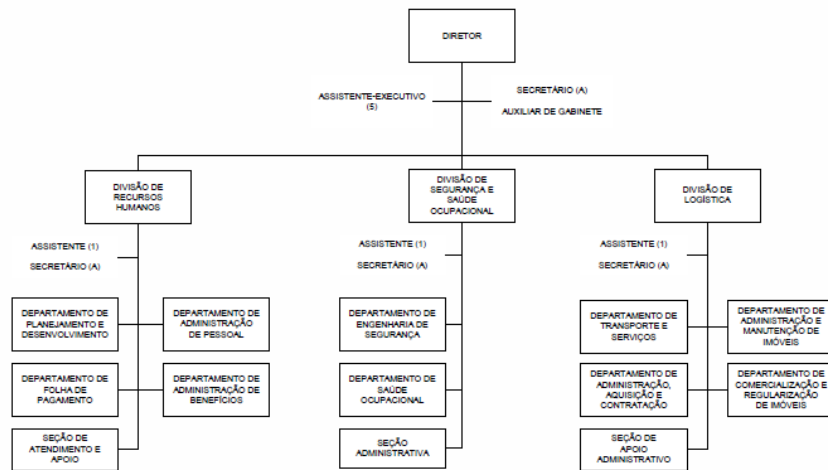 DIRETOR
ASSISTENTE-EXECUTIVO
(5)
SECRETÁRIO (A)
AUXILIAR DE GABINETE
DIVISÃO DE
RECURSOS
HUMANOS
DIVISÃO DE
SEGURANÇA E
SAÚDE
OCUPACIONAL
DIVISÃO DE
LOGÍSTICA
ASSISTENTE (1)
SECRETÁRIO (A)
ASSISTENTE (1)
SECRETÁRIO (A)
ASSISTENTE (1)
SECRETÁRIO (A)
DEPARTAMENTO DE
PLANEJAMENTO E
DESENVOLVIMENTO
DEPARTAMENTO DE
ADMINISTRAÇÃO
DE PESSOAL
DEPARTAMENTO DE
ENGENHARIA DE
SEGURANÇA
DEPARTAMENTO DE
TRANSPORTE E
SERVIÇOS
DEPARTAMENTO DE
ADMINISTRAÇÃO E
MANUTENÇÃO DE
IMÓVEIS
DEPARTAMENTO DE
FOLHA DE
PAGAMENTO
DEPARTAMENTO DE
ADMINISTRAÇÃO DE
BENEFÍCIOS
DEPARTAMENTO DE
SAÚDE
OCUPACIONAL
DEPARTAMENTO DE
ADMINISTRAÇÃO,
AQUISIÇÃO E
CONTRATAÇÃO
DEPARTAMENTO DE
COMERCIALIZAÇÃO E
REGULARIZAÇÃO
DE IMÓVEIS
SEÇÃO DE
ATENDIMENTO E
APOIO
SEÇÃO
ADMINISTRATIVA
SEÇÃO DE
APOIO
ADMINISTRATIVO